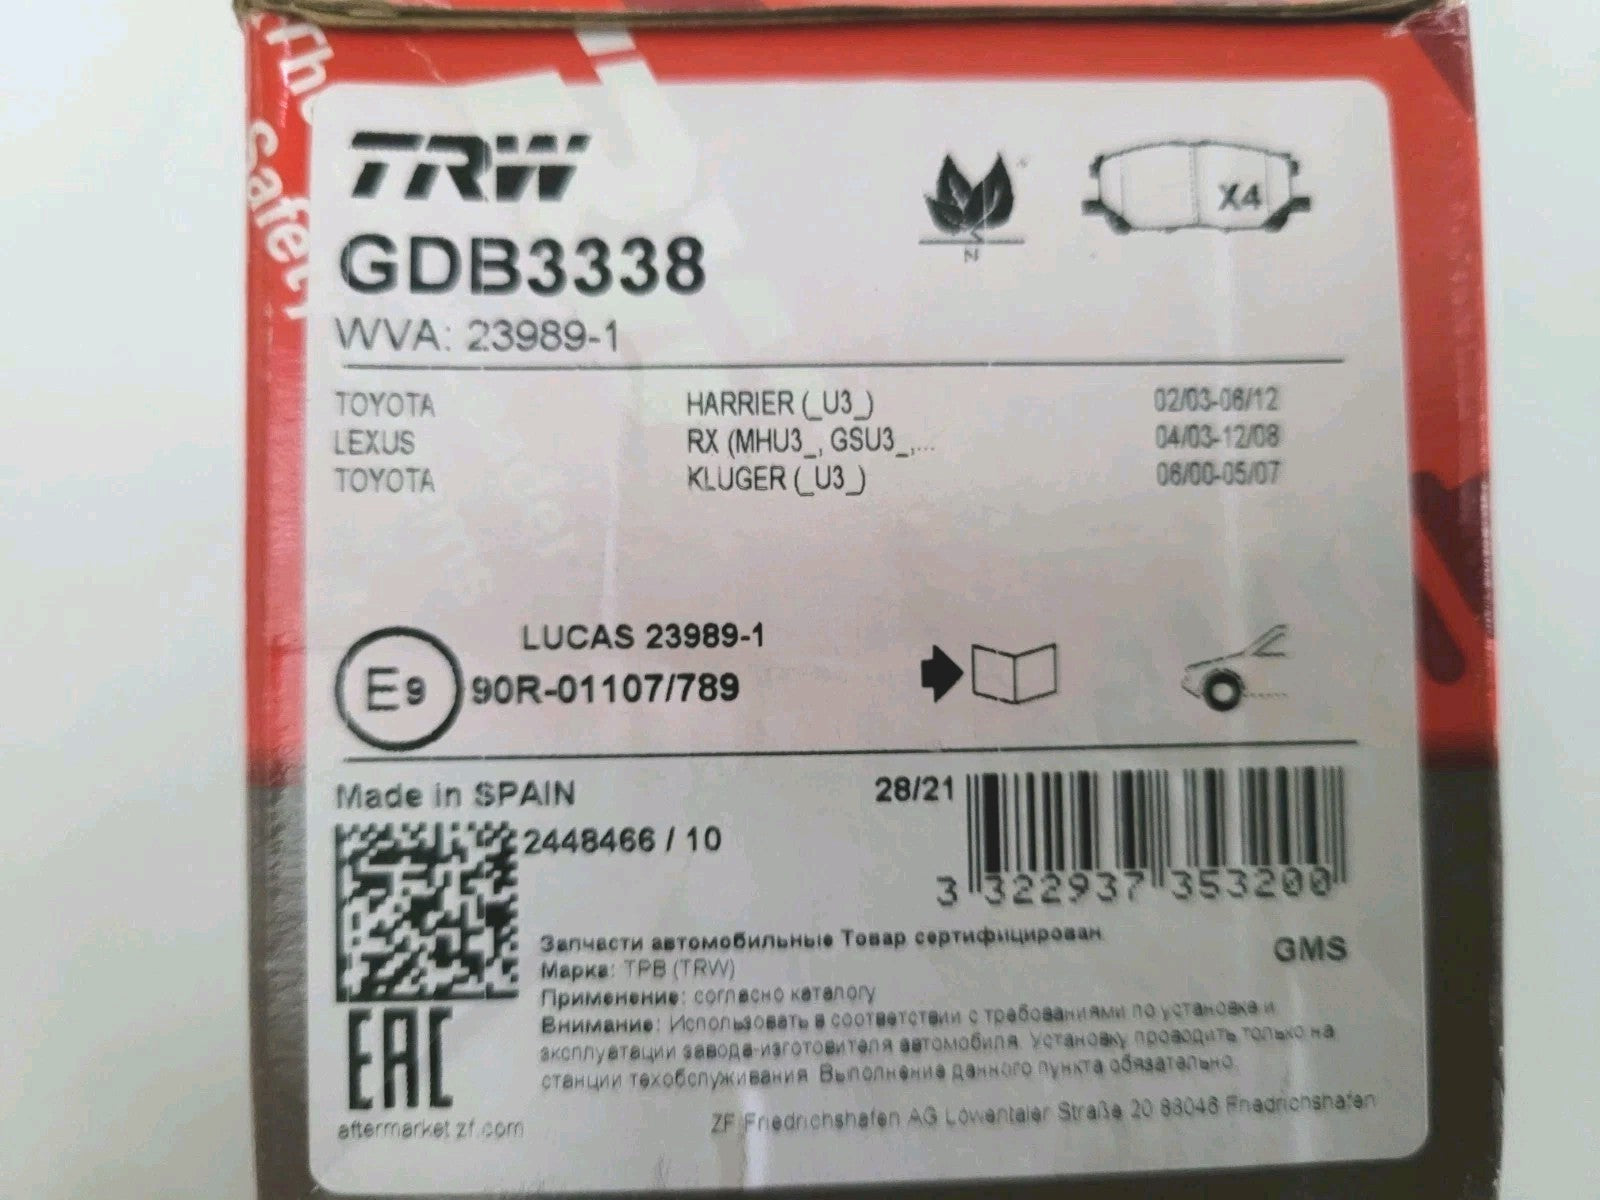 The
Safety
TRW
GDB3338
X4
N
WVA: 23989-1
TOYOTA HARRIER (_U3_) 02/03-06/12
LEXUS RX (MHU3_, GSU3_,... 04/03-12/08
TOYOTA KLUGER (_U3_) 06/00-05/07
LUCAS 23989-1
E9 90R-01107/789
Made in SPAIN 28/21
2448466 / 10
3 322937 353200
Запчасти автомобильные Товар сертифицирован
GMS
Марка: ТРВ (TRW)
Применение: согласно каталогу
Внимание: Использовать в соответствии с требованиями по установке и
эксплуатации завода-изготовителя автомобиля. Установку проводить только на
станции техобслуживания. Выполнение данного пункта обязательно.
EAC
aftermarket.zf.com
ZF Friedrichshafen AG Löwentaler Straße 20 88046 Friedrichshafen